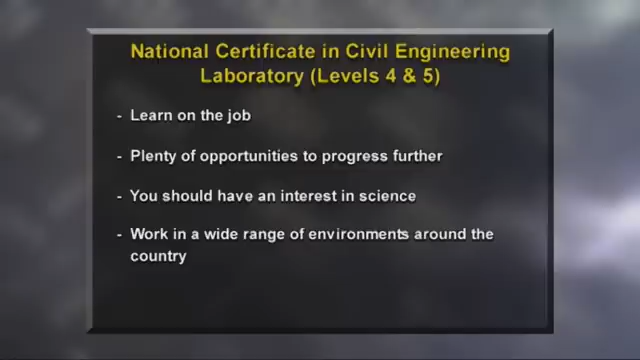 National Certificate in Civil Engineering
Laboratory (Levels 4 & 5)
- Learn on the job
- Plenty of opportunities to progress further
- You should have an interest in science
- Work in a wide range of environments around the
country